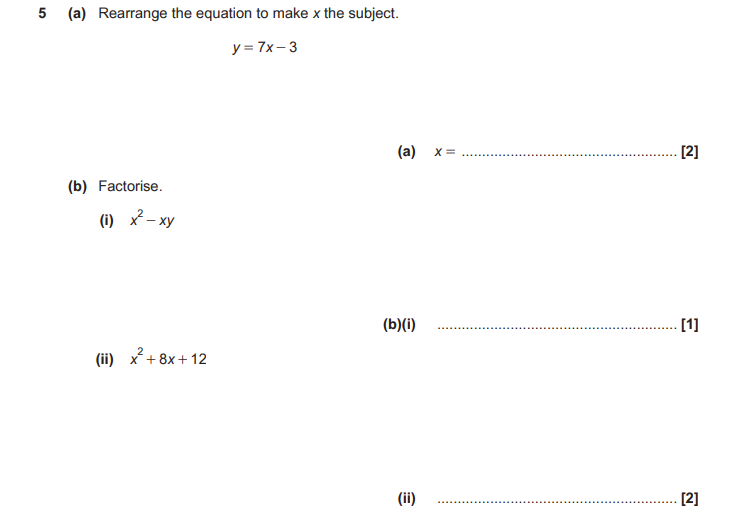 5 (a) Rearrange the equation to make x the subject.
y = 7x – 3
(a) x = ........................................................ [2]
(b) Factorise.
(i) x² – xy
(b)(i) ............................................................... [1]
(ii) x² + 8x + 12
(ii) ............................................................... [2]